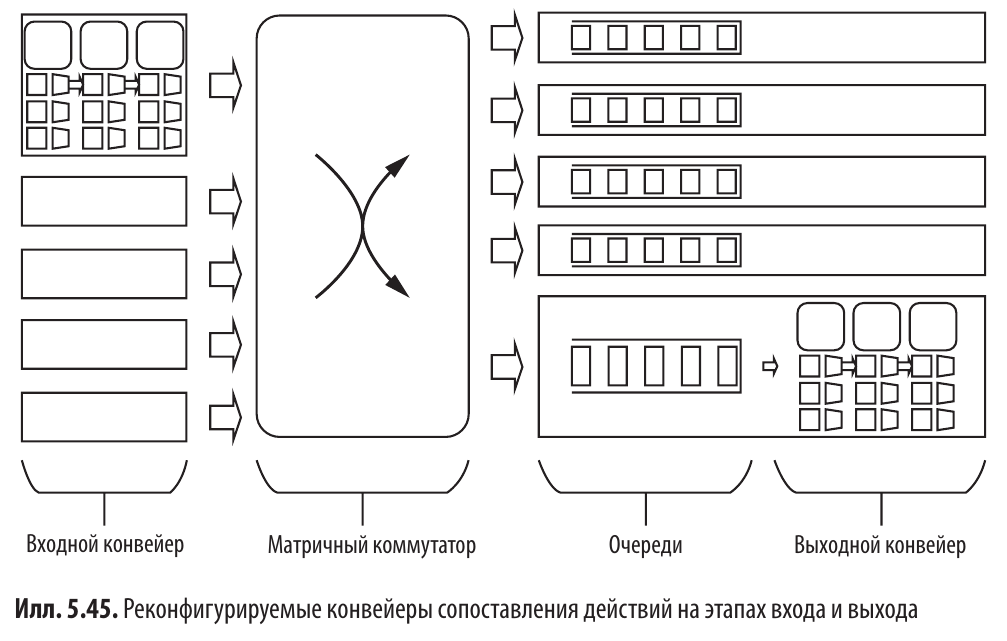 Входной конвейер
Матричный коммутатор
Очереди
Выходной конвейер
Илл. 5.45. Реконфигурируемые конвейеры сопоставления действий на этапах входа и выхода